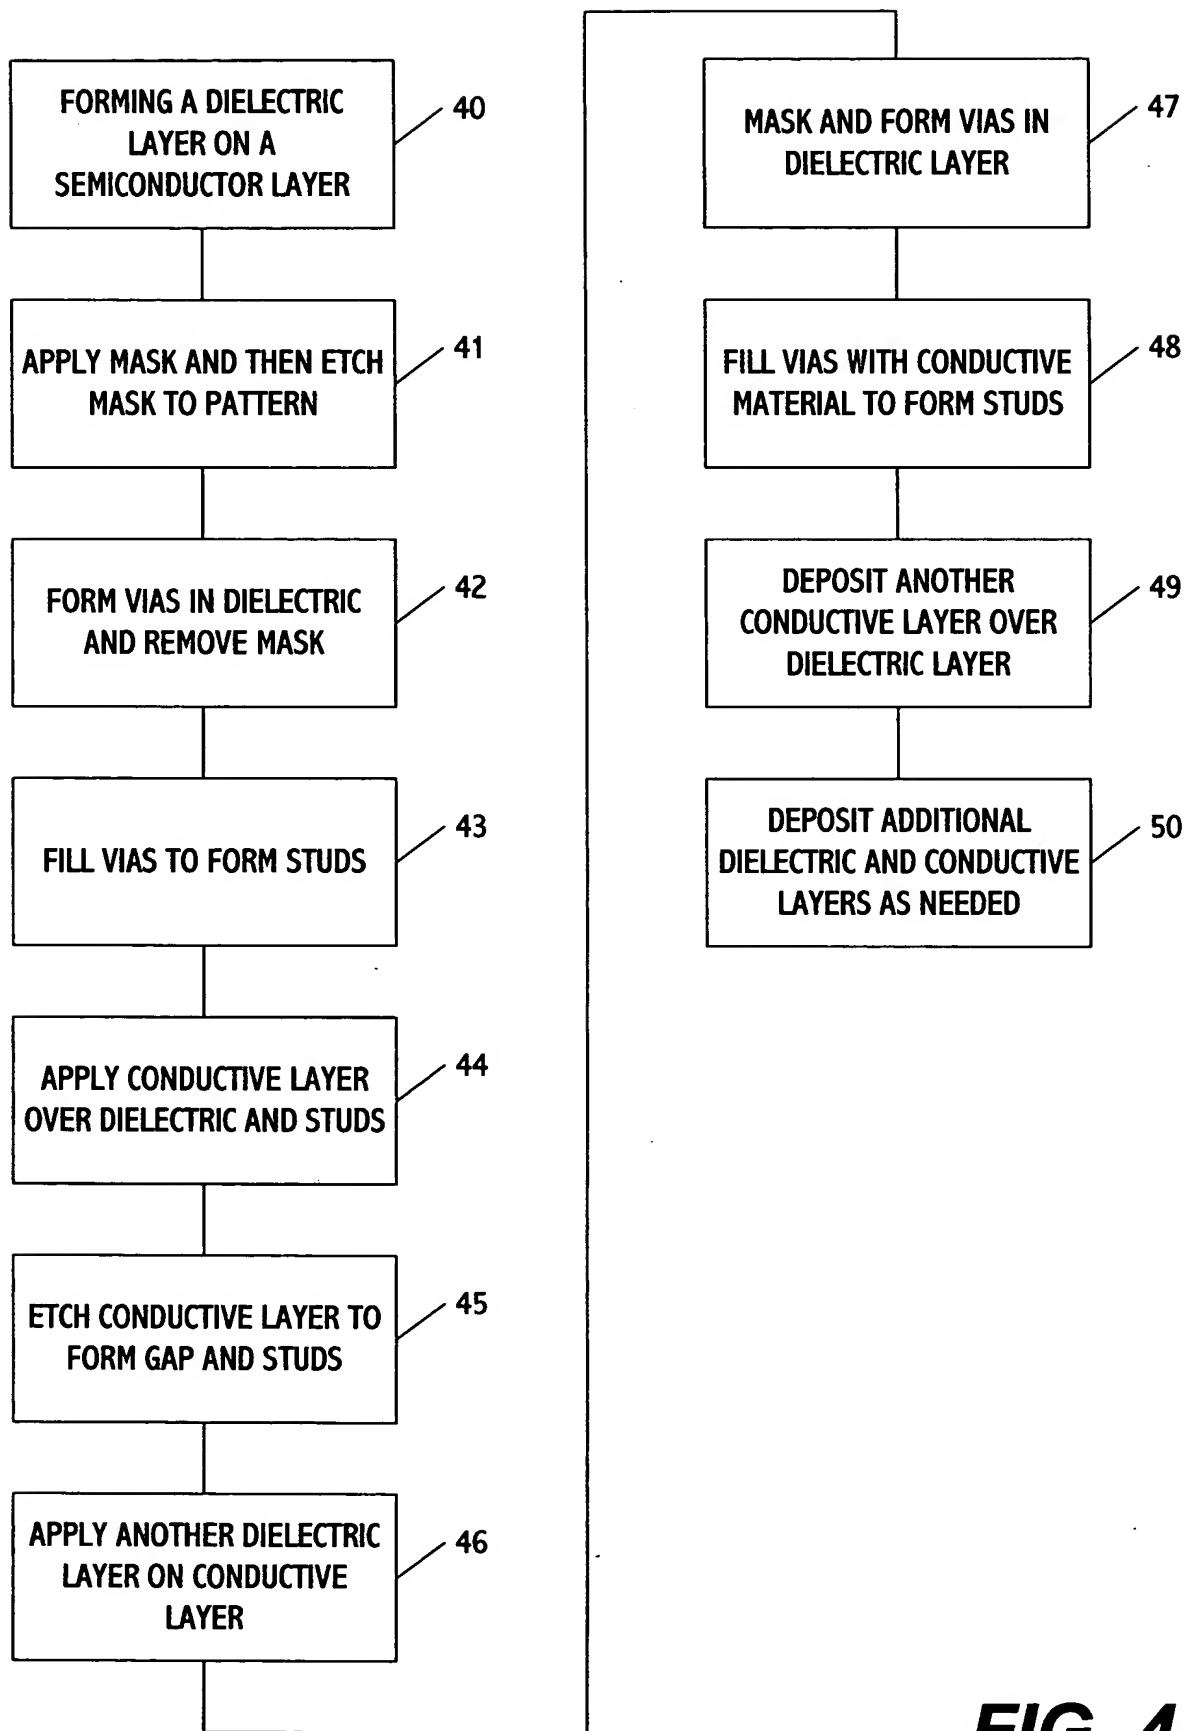 FORMING A DIELECTRIC
LAYER ON A
SEMICONDUCTOR LAYER
40
APPLY MASK AND THEN ETCH
MASK TO PATTERN
41
FORM VIAS IN DIELECTRIC
AND REMOVE MASK
42
FILL VIAS TO FORM STUDS
43
APPLY CONDUCTIVE LAYER
OVER DIELECTRIC AND STUDS
44
ETCH CONDUCTIVE LAYER TO
FORM GAP AND STUDS
45
APPLY ANOTHER DIELECTRIC
LAYER ON CONDUCTIVE
LAYER
46
MASK AND FORM VIAS IN
DIELECTRIC LAYER
47
FILL VIAS WITH CONDUCTIVE
MATERIAL TO FORM STUDS
48
DEPOSIT ANOTHER
CONDUCTIVE LAYER OVER
DIELECTRIC LAYER
49
DEPOSIT ADDITIONAL
DIELECTRIC AND CONDUCTIVE
LAYERS AS NEEDED
50
FIG. 4